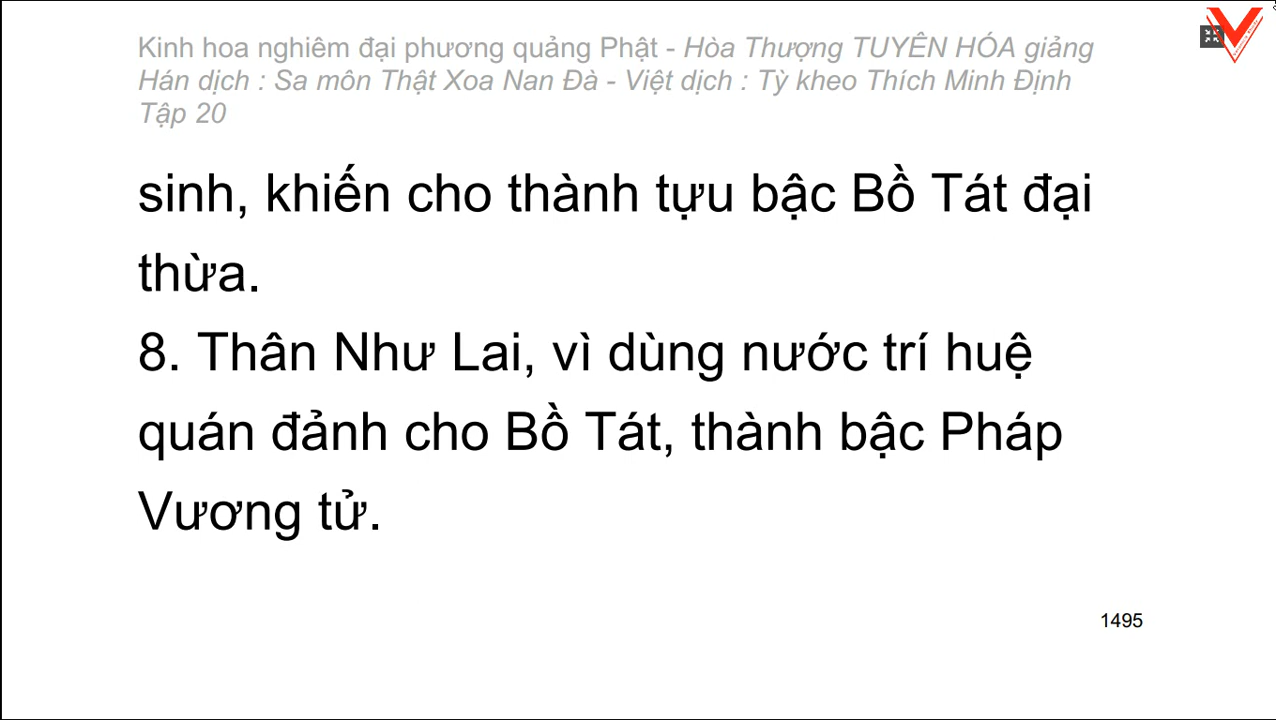 Kinh hoa nghiêm đại phương quảng Phật - Hòa Thượng TUYÊN HÓA giảng
Hán dịch : Sa môn Thật Xoa Nan Đà - Việt dịch : Tỳ kheo Thích Minh Định
Tập 20
sinh, khiến cho thành tựu bậc Bồ Tát đại
thừa.
8. Thân Như Lai, vì dùng nước trí huệ
quán đảnh cho Bồ Tát, thành bậc Pháp
Vương tử.
1495